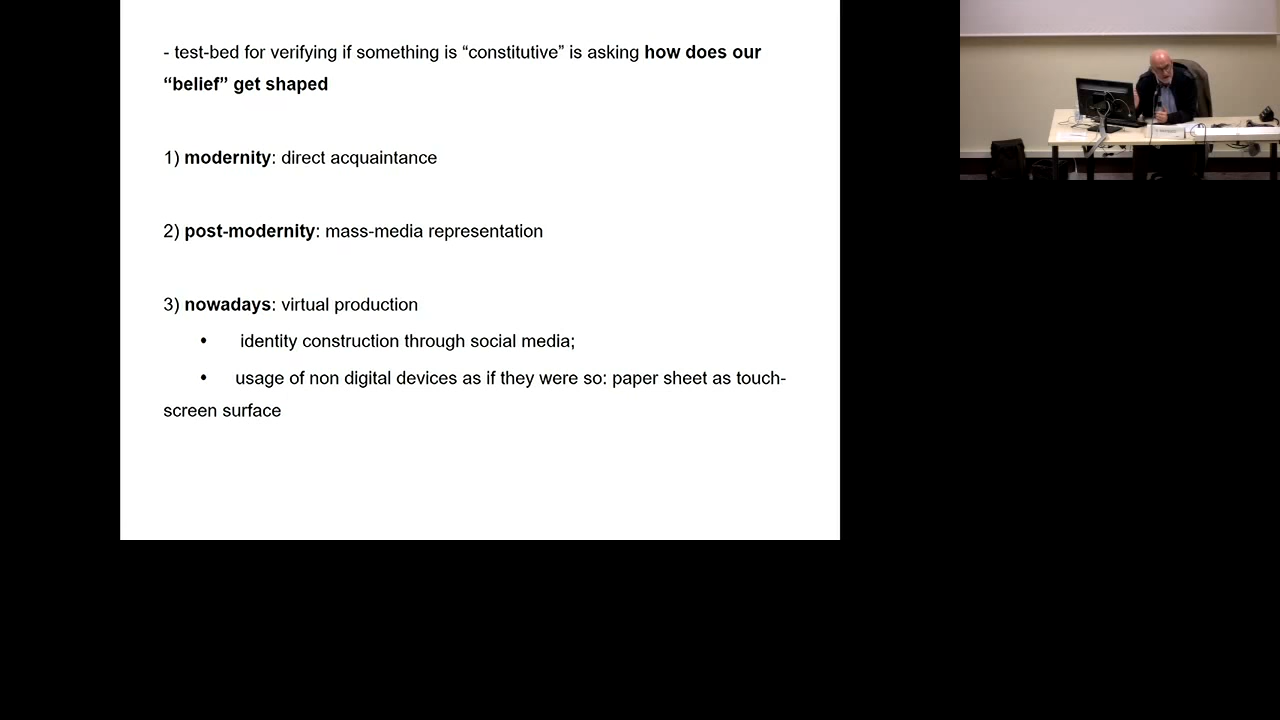 - test-bed for verifying if something is “constitutive” is asking how does our
“belief” get shaped
1) modernity: direct acquaintance
2) post-modernity: mass-media representation
3) nowadays: virtual production
• identity construction through social media;
• usage of non digital devices as if they were so: paper sheet as touch-
screen surface